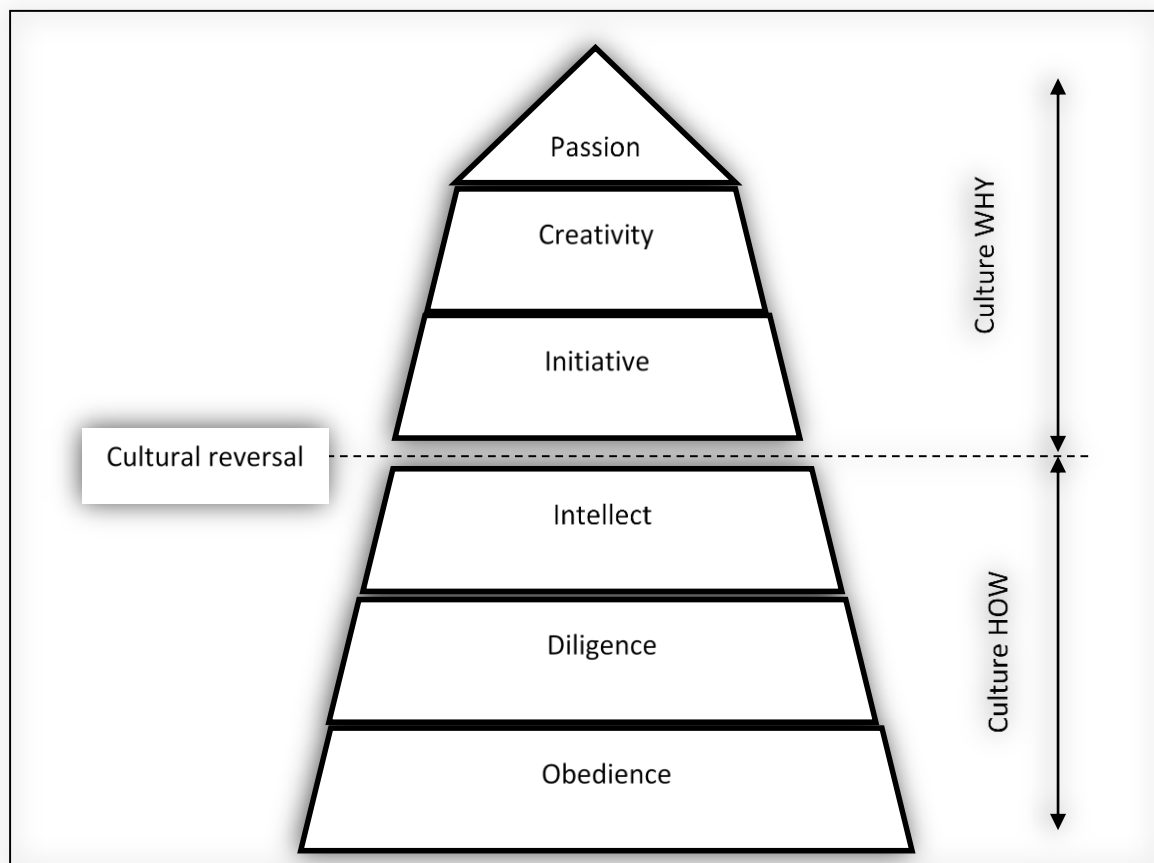 Passion
Creativity
Culture WHY
Initiative
Cultural reversal
Intellect
Culture HOW
Diligence
Obedience